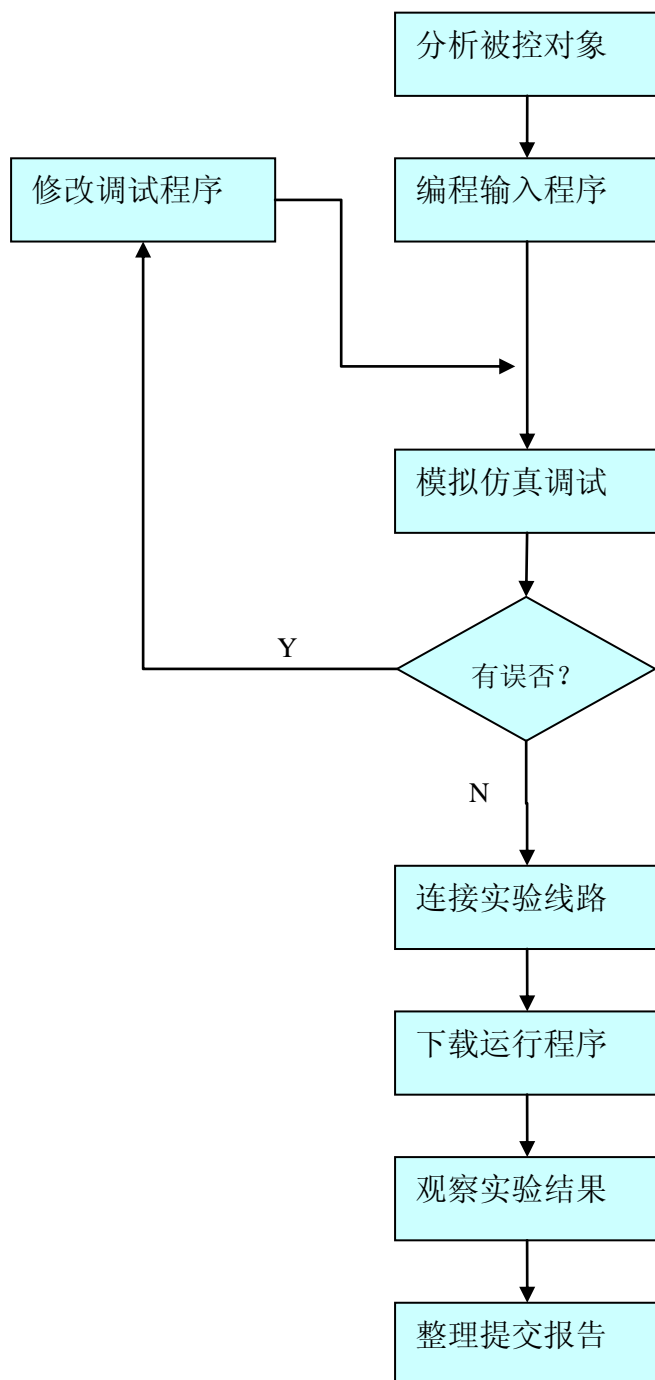 分析被控对象
修改调试程序
编程输入程序
模拟仿真调试
Y
有误否？
N
连接实验线路
下载运行程序
观察实验结果
整理提交报告